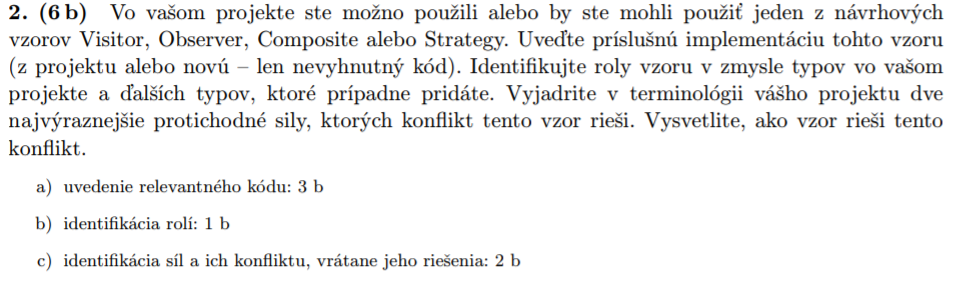 2. (6 b) Vo vašom projekte ste možno použili alebo by ste mohli použiť jeden z návrhových
vzorov Visitor, Observer, Composite alebo Strategy. Uveďte príslušnú implementáciu tohto vzoru
(z projektu alebo novú – len nevyhnutný kód). Identifikujte roly vzoru v zmysle typov vo vašom
projekte a ďalších typov, ktoré prípadne pridáte. Vyjadrite v terminológii vášho projektu dve
najvýraznejšie protichodné sily, ktorých konflikt tento vzor rieši. Vysvetlite, ako vzor rieši tento
konflikt.
a) uvedenie relevantného kódu: 3 b
b) identifikácia rolí: 1 b
c) identifikácia síl a ich konfliktu, vrátane jeho riešenia: 2 b